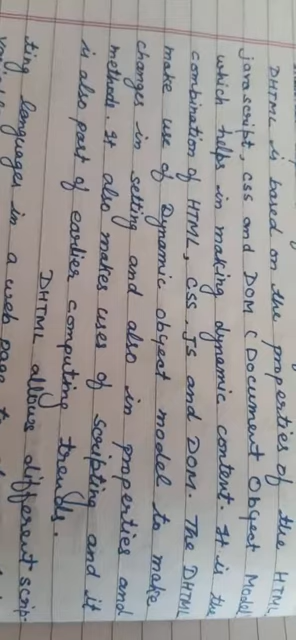 DHTML is based on the properties of the HTML
javascript, css and DOM (Document Object Model
which helps in making dynamic content. It is the
combination of HTML, CSS, JS and DOM. The DHTML
make use of Dynamic object model to make
changes in setting and also in properties and
methods. It also makes uses of Scripting and it
is also part of earlier computing trends.
DHTML allows different scrip-
ting languages in a web page to